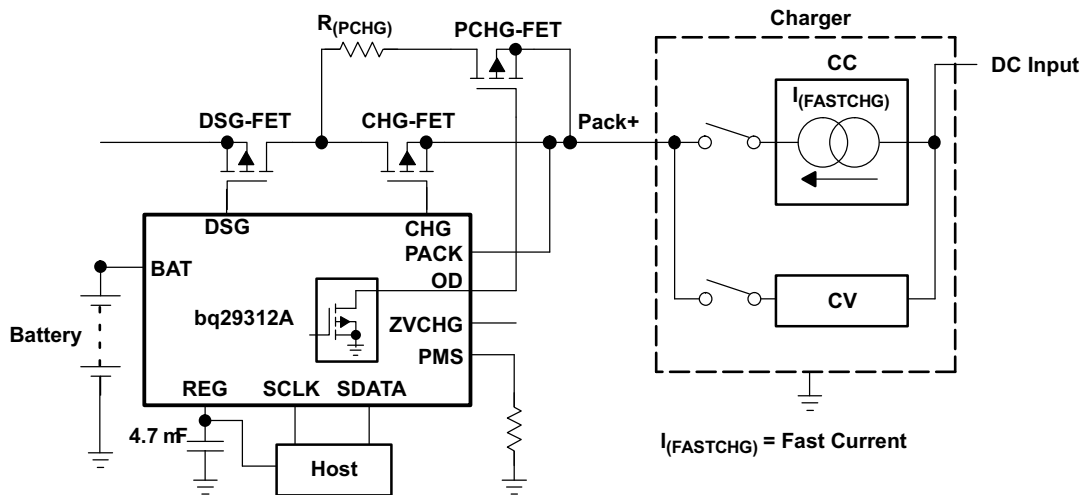 Charger
R(PCHG)
PCHG-FET
CC
DC Input
I(FASTCHG)
DSG-FET
CHG-FET
Pack+
DSG
CHG
PACK
BAT
OD
bq29312A
ZVCHG
CV
Battery
PMS
REG
SCLK
SDATA
4.7 mF
Host
I(FASTCHG) = Fast Current